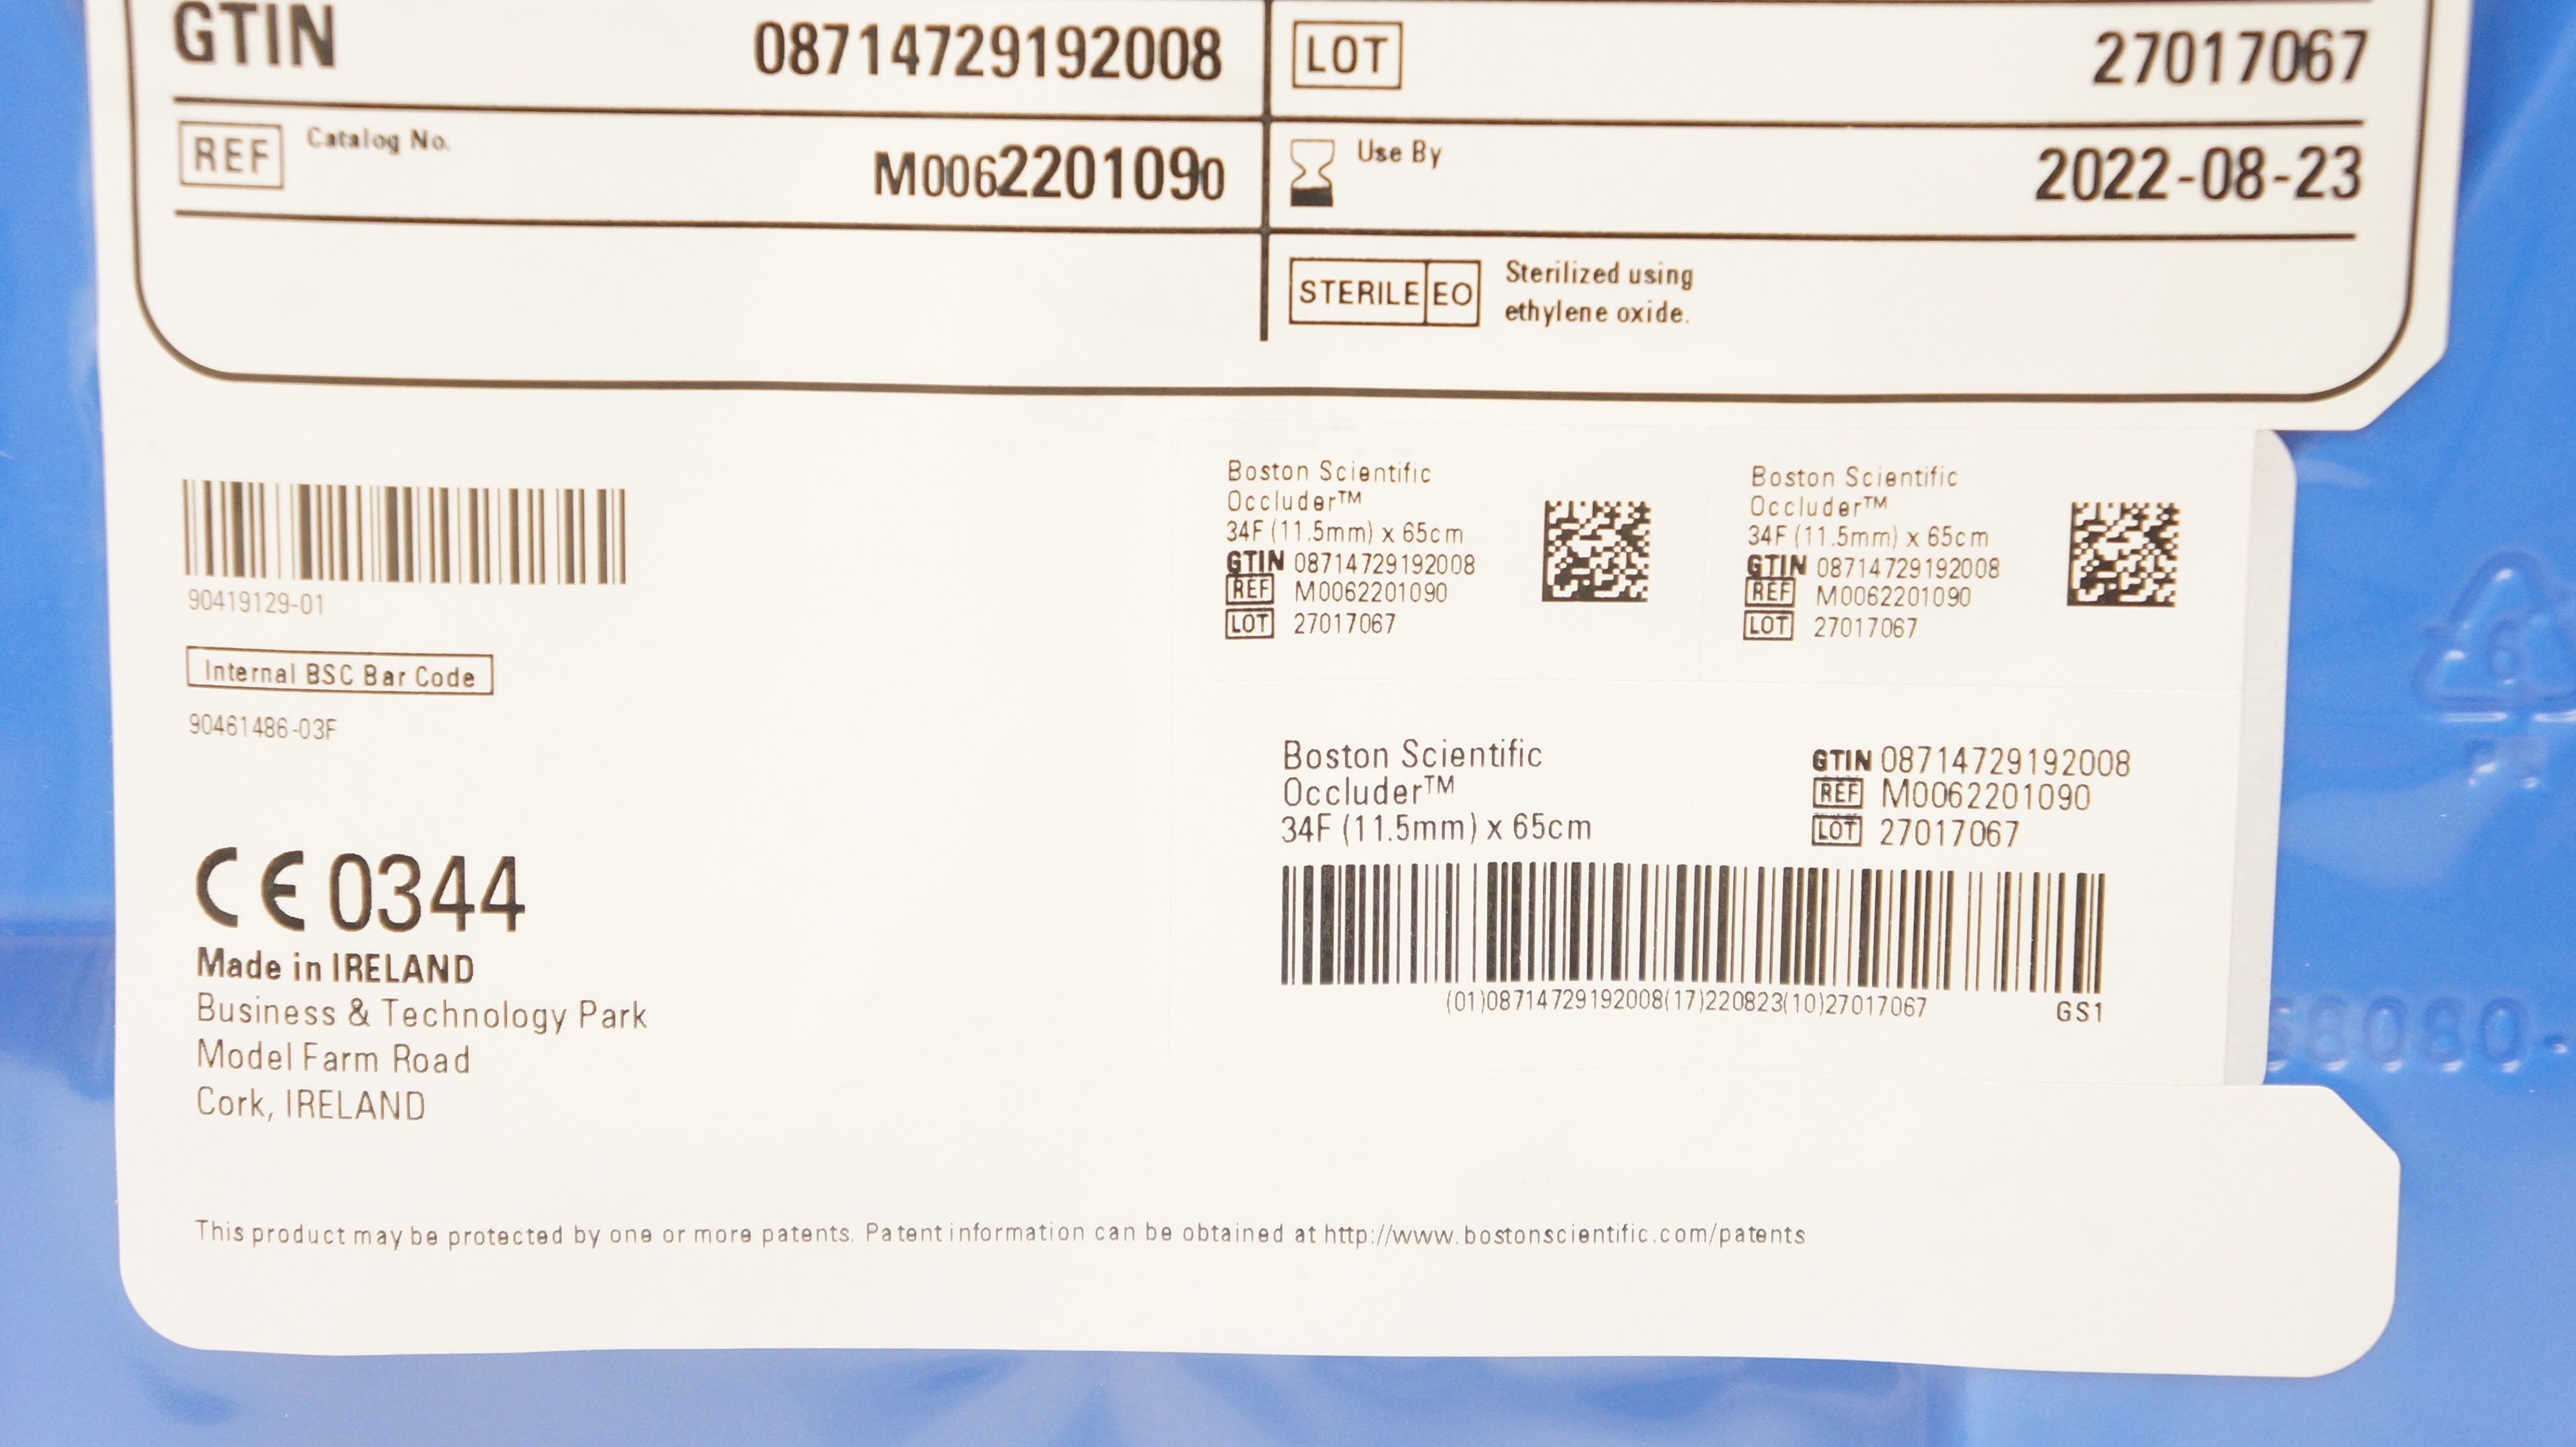 GTIN 08714729192008
LOT 27017067
REF Catalog No. M0062201090
Use By 2022-08-23
STERILE EO Sterilized using
ethylene oxide.
90419129-01
Internal BSC Bar Code
90461486-03F
CE 0344
Made in IRELAND
Business & Technology Park
Model Farm Road
Cork, IRELAND
Boston Scientific
Occluder™
34F (11.5mm) x 65cm
GTIN 08714729192008
REF M0062201090
LOT 27017067
Boston Scientific
Occluder™
34F (11.5mm) x 65cm
GTIN 08714729192008
REF M0062201090
LOT 27017067
Boston Scientific
Occluder™
34F (11.5mm) x 65cm
GTIN 08714729192008
REF M0062201090
LOT 27017067
(01)08714729192008(17)220823(10)27017067
GS1
This product may be protected by one or more patents. Patent information can be obtained at http://www.bostonscientific.com/patents
6